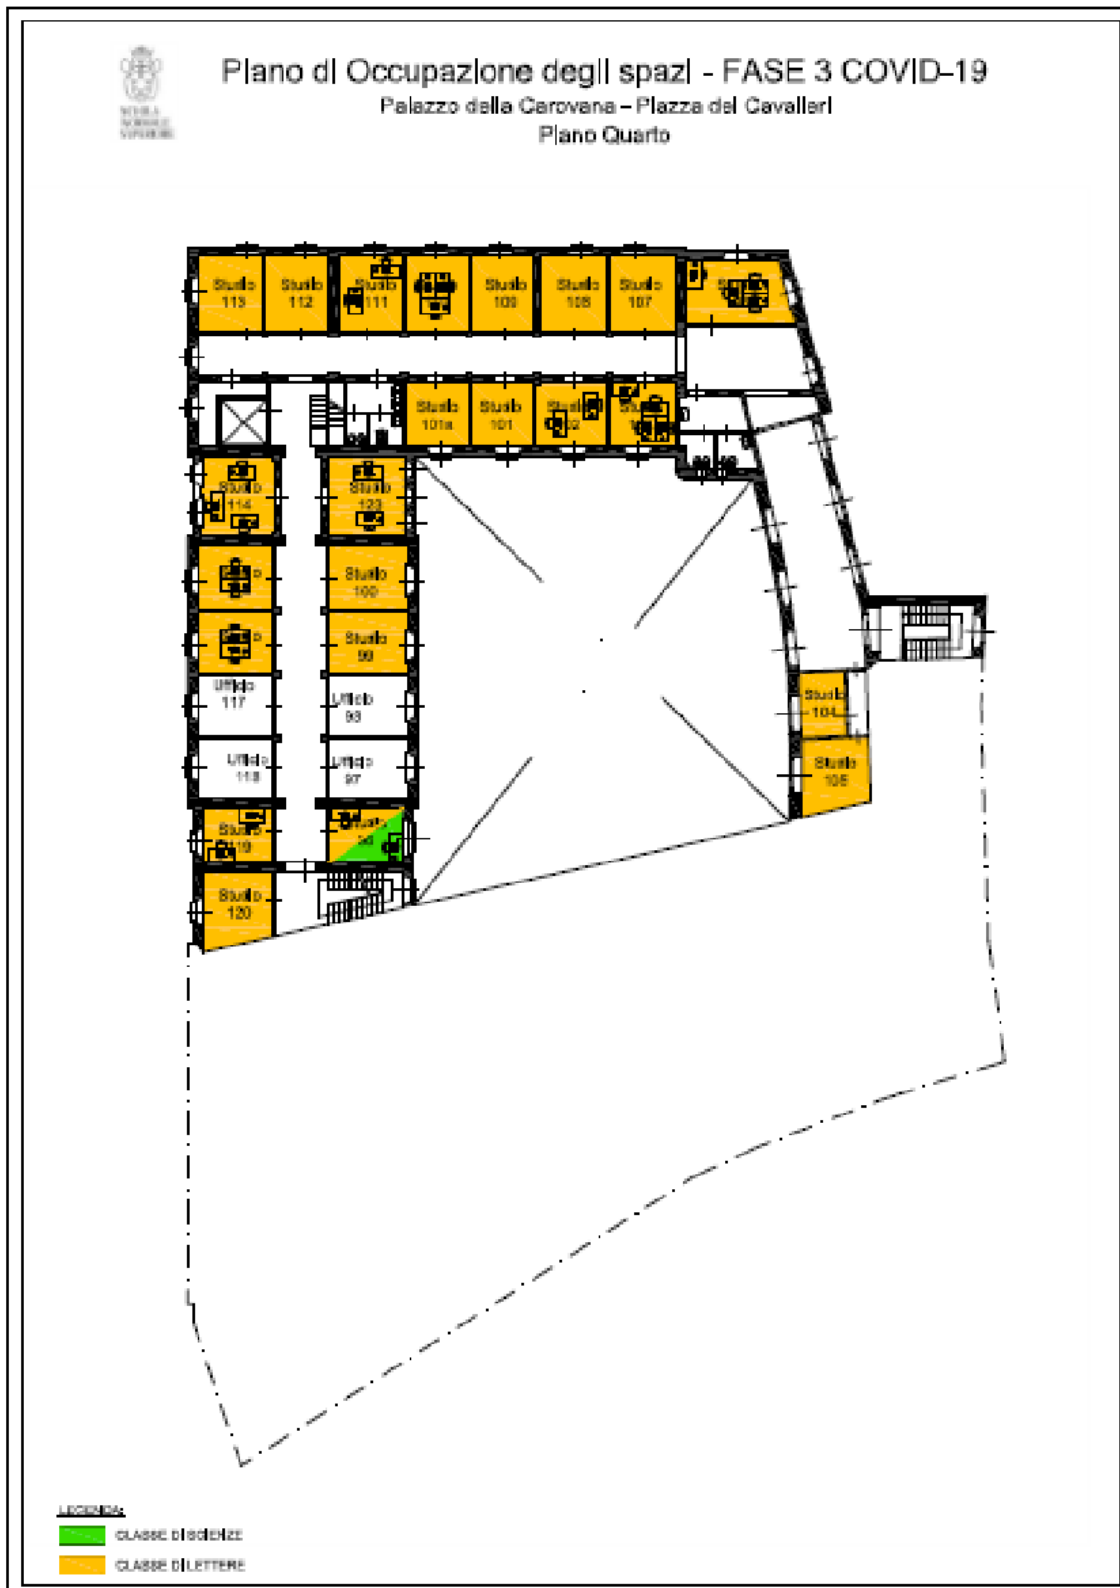 Piano di Occupazione degli spazi - FASE 3 COVID-19
Palazzo della Carovana - Piazza dei Cavalieri
Piano Quarto
SCUOLA
NORMALE
SUPERIORE
Studio
113
Studio
112
Studio
111
Studio
109
Studio
108
Studio
107
Studio
101a
Studio
101
Studio
114
Studio
123
Studio
100
Studio
99
Ufficio
117
Ufficio
98
Ufficio
118
Ufficio
97
Studio
104
Studio
105
Studio
119
Studio
120
LEGENDA:
CLASSE DI SCIENZE
CLASSE DI LETTERE